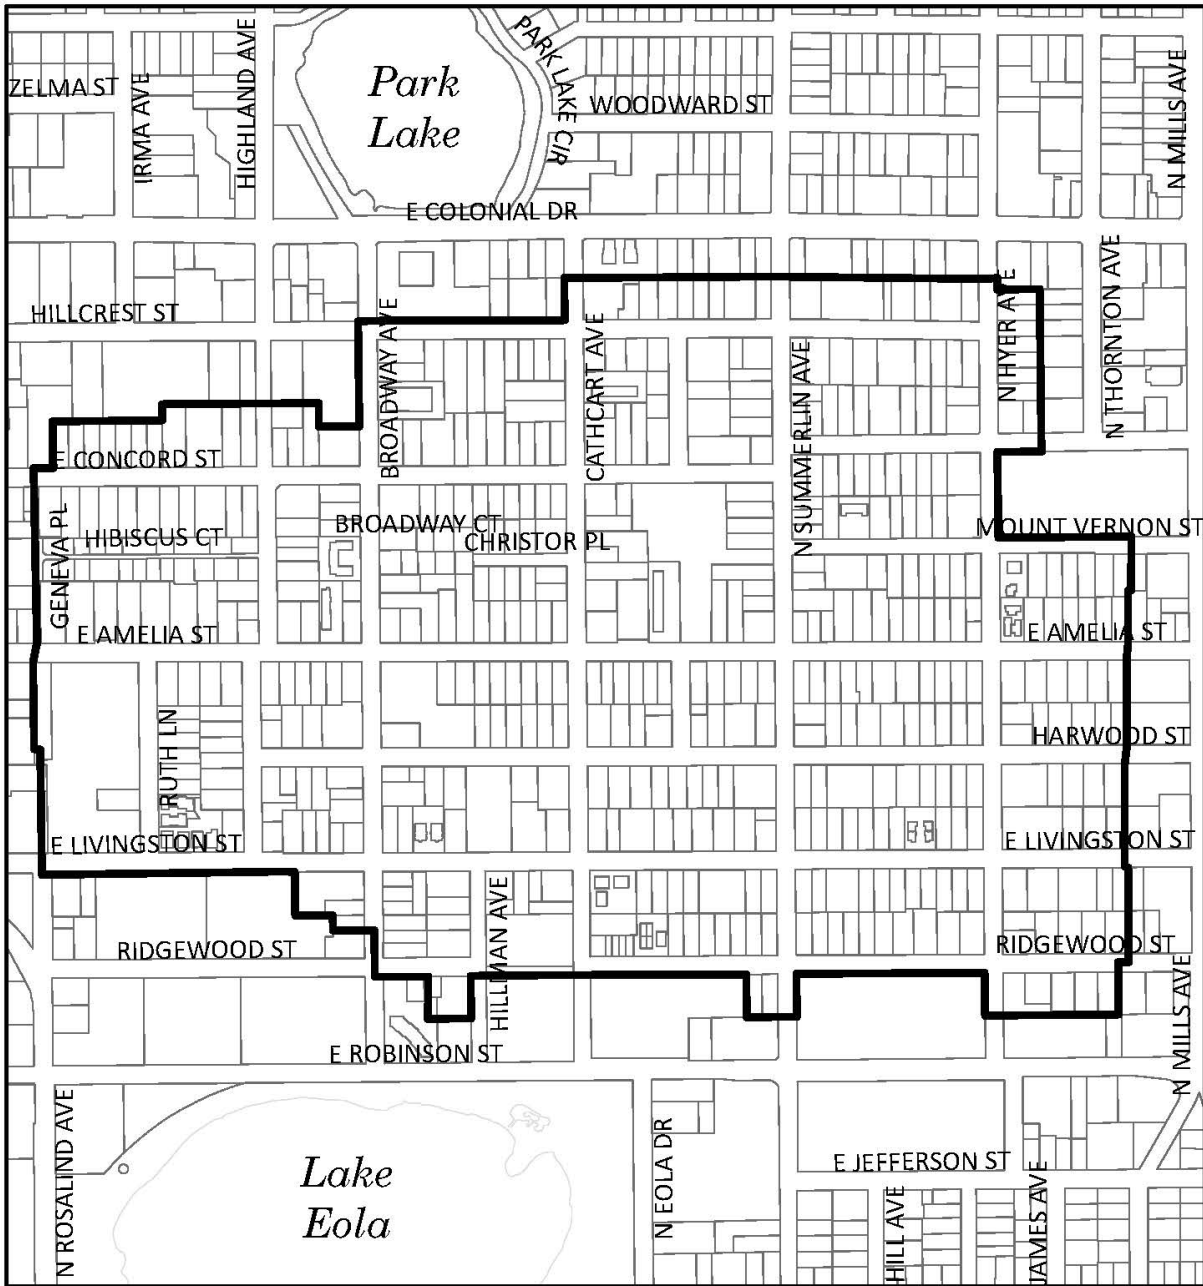 PARK LAKE CIR
HIGHLAND AVE
IRMA AVE
N MILLS AVE
Park
Lake
ZELMA ST
WOODWARD ST
E COLONIAL DR
N THORNTON AVE
N HYER AVE
BROADWAY AVE
HILLCREST ST
CATHCART AVE
N SUMMERLIN AVE
E CONCORD ST
GENEVA PL
BROADWAY CT
MOUNT VERNON ST
HIBISCUS CT
CHRISTOR PL
E AMELIA ST
E AMELIA ST
RUTH LN
HARWOOD ST
E LIVINGSTON ST
E LIVINGSTON ST
HILLMAN AVE
RIDGEWOOD ST
RIDGEWOOD ST
N MILLS AVE
E ROBINSON ST
N ROSALIND AVE
N EOLA DR
Lake
Eola
E JEFFERSON ST
HILL AVE
JAMES AVE